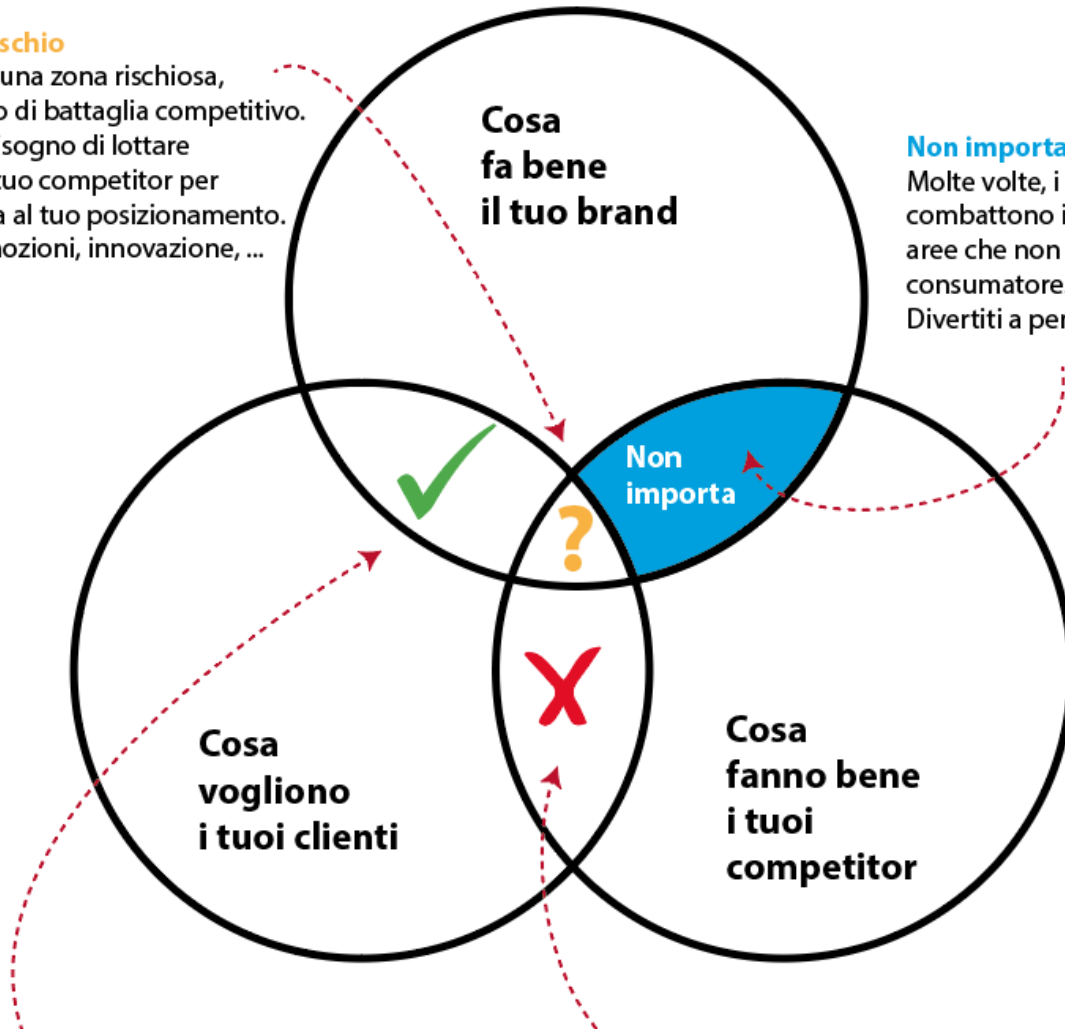 schio
una zona rischiosa,
di battaglia competitivo.
sogno di lottare
tuo competitor per
al tuo posizionamento.
ozioni, innovazione, ...
Cosa
fa bene
il tuo brand
Non importa
Molte volte, i
combattono i
aree che non
consumatore
Divertiti a per
Non
importa
?
Cosa
vogliono
i tuoi clienti
Cosa
fanno bene
i tuoi
competitor